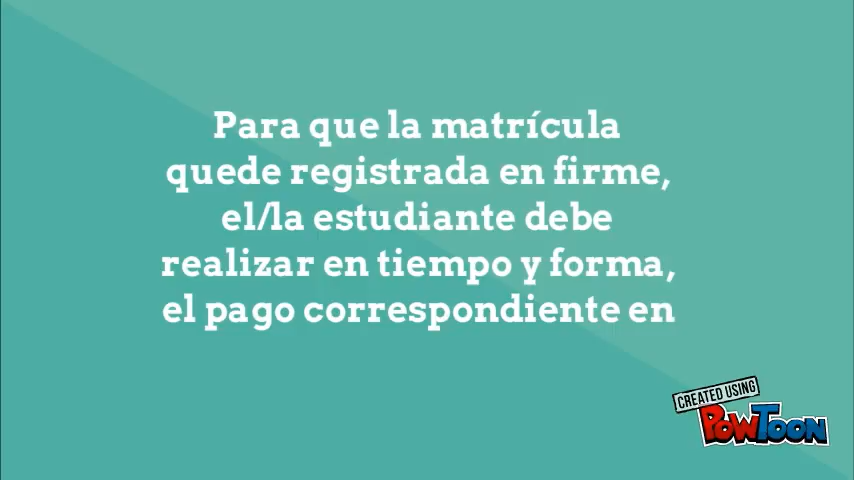 Para que la matrícula
quede registrada en firme,
el/la estudiante debe
realizar en tiempo y forma,
el pago correspondiente en
CREATED USING
POWTOON